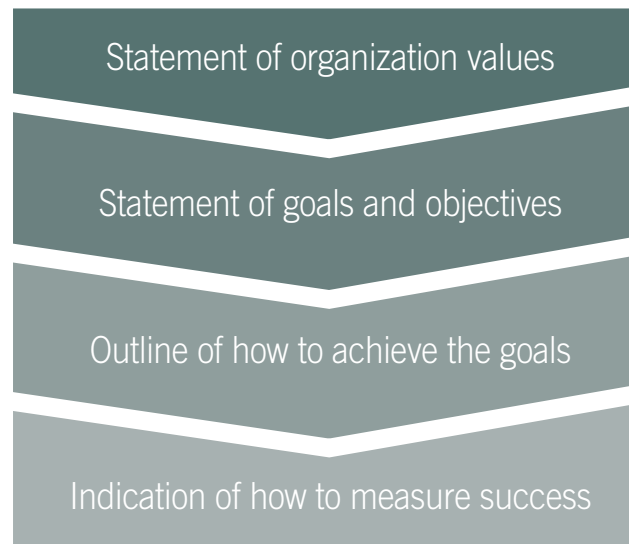 Statement of organization values
Statement of goals and objectives
Outline of how to achieve the goals
Indication of how to measure success